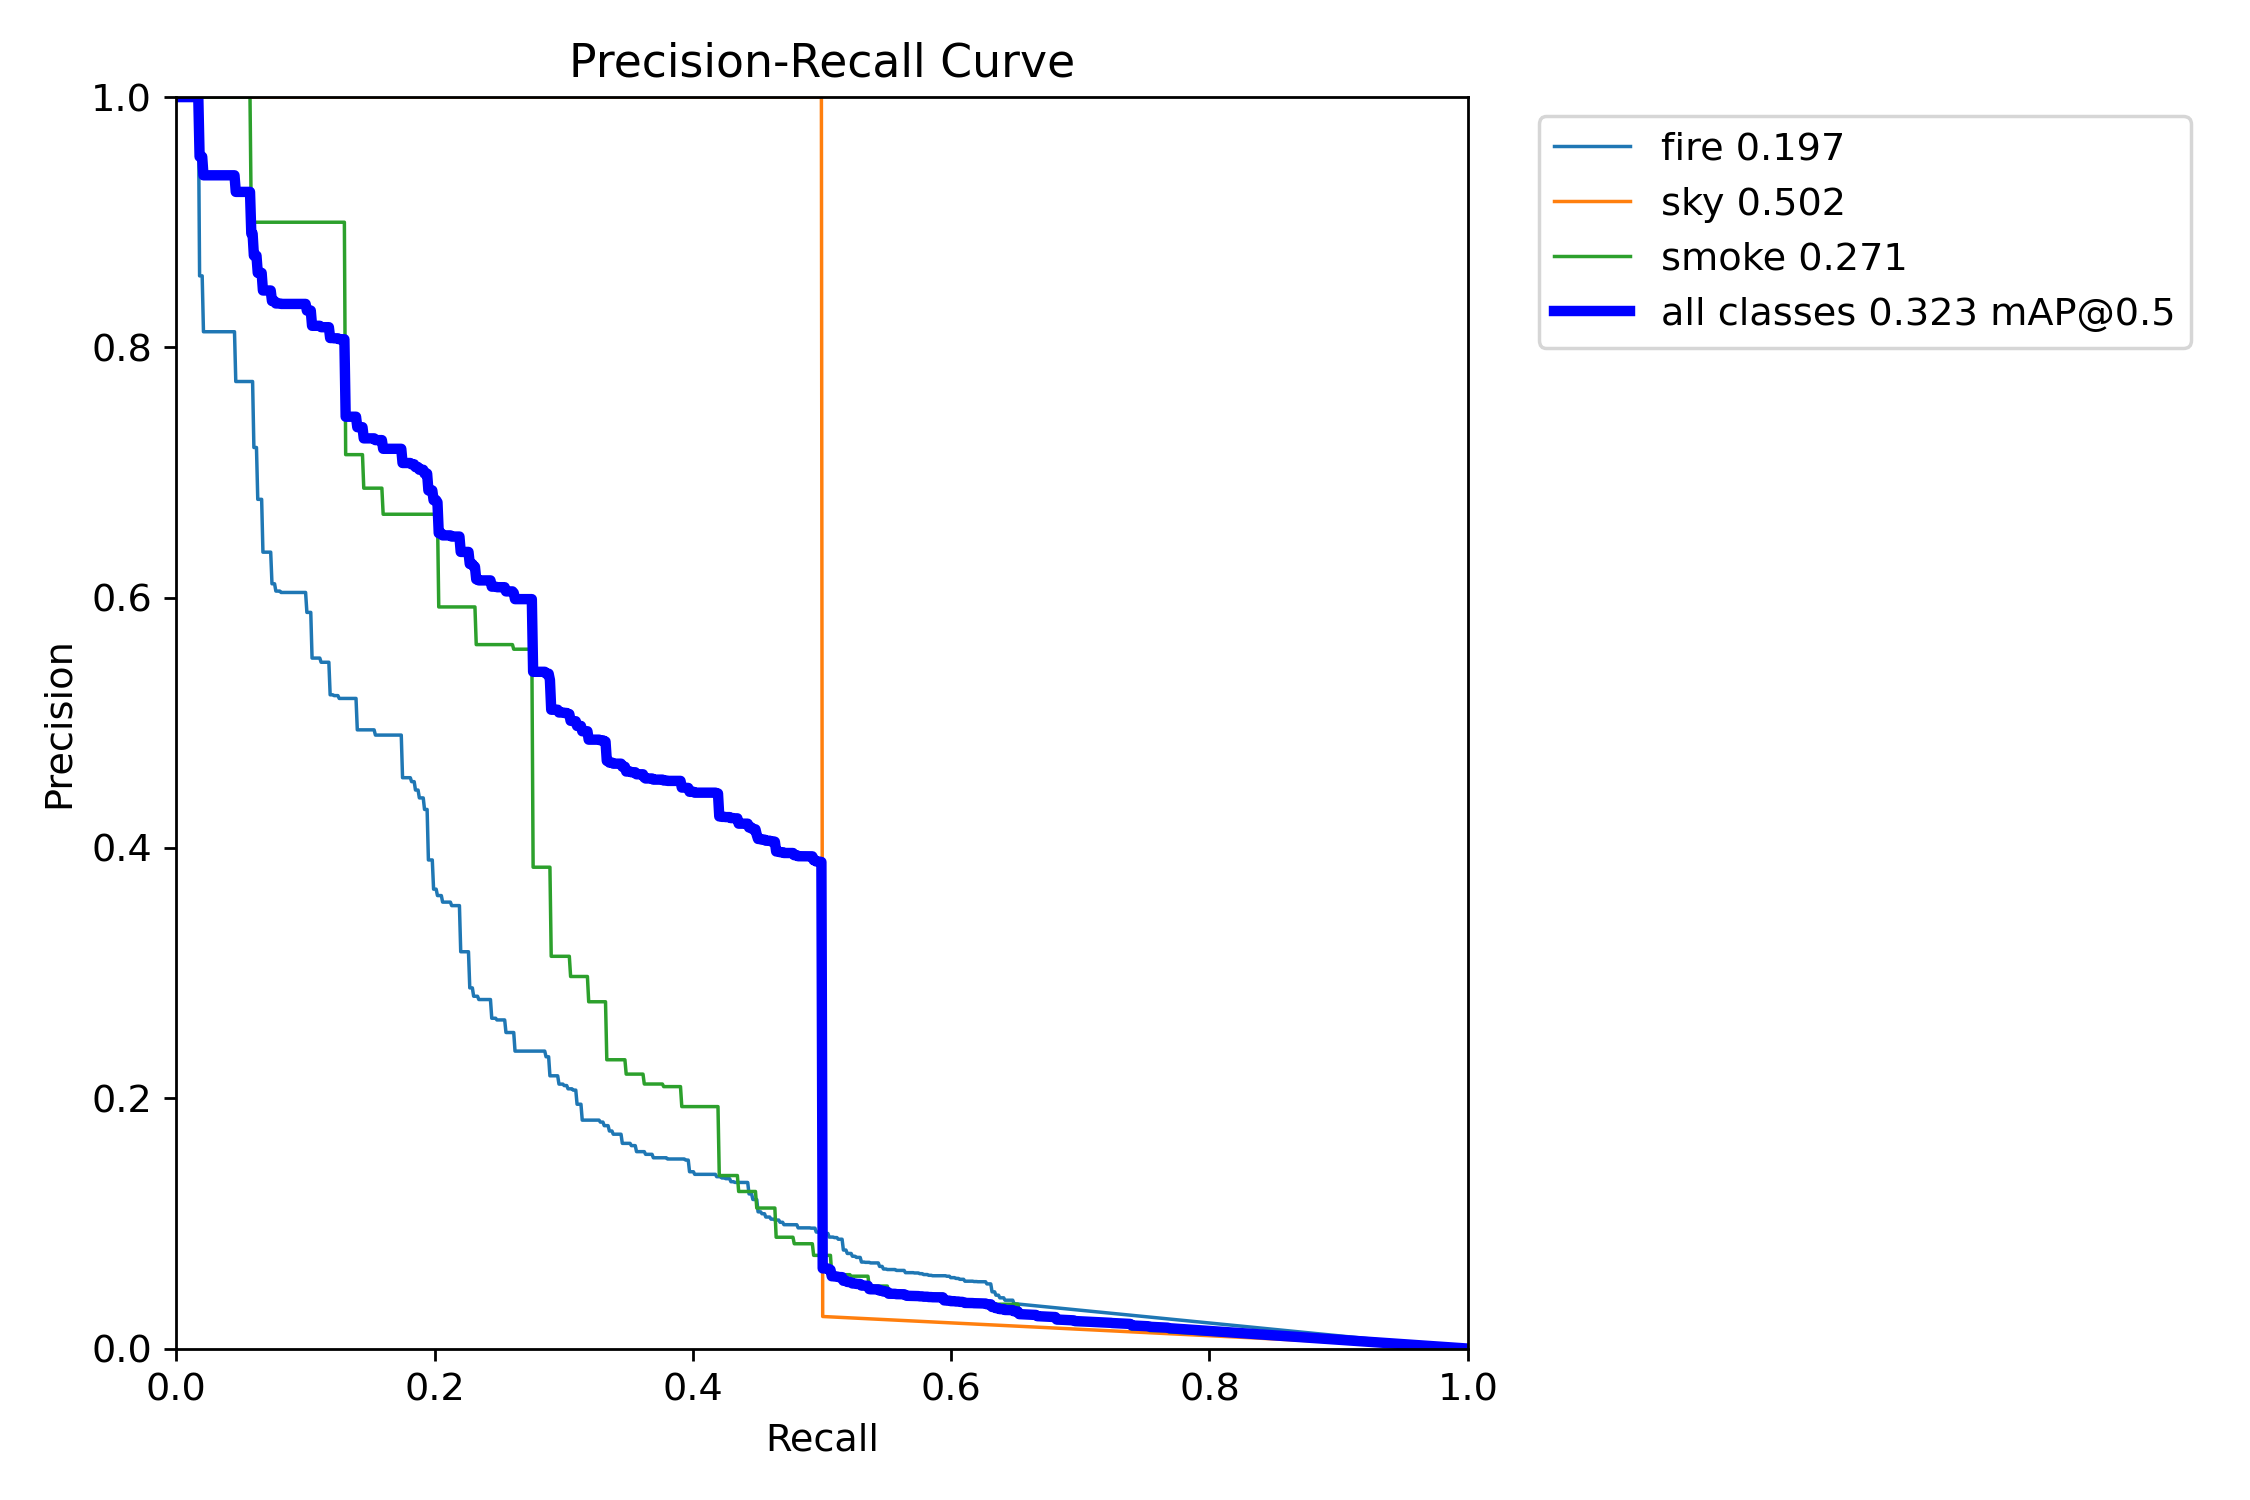 Precision-Recall Curve
1.0
0.8
0.6
0.4
0.2
0.0
Precision
0.0 0.2 0.4 0.6 0.8 1.0
Recall
fire 0.197
sky 0.502
smoke 0.271
all classes 0.323 mAP@0.5